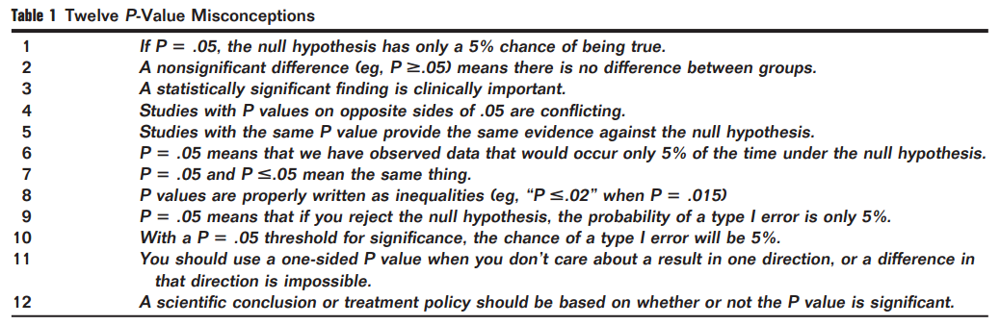 Table 1 Twelve P-Value Misconceptions
1 If P = .05, the null hypothesis has only a 5% chance of being true.
2 A nonsignificant difference (eg, P ≥.05) means there is no difference between groups.
3 A statistically significant finding is clinically important.
4 Studies with P values on opposite sides of .05 are conflicting.
5 Studies with the same P value provide the same evidence against the null hypothesis.
6 P = .05 means that we have observed data that would occur only 5% of the time under the null hypothesis.
7 P = .05 and P ≤.05 mean the same thing.
8 P values are properly written as inequalities (eg, “P ≤.02” when P = .015)
9 P = .05 means that if you reject the null hypothesis, the probability of a type I error is only 5%.
10 With a P = .05 threshold for significance, the chance of a type I error will be 5%.
11 You should use a one-sided P value when you don’t care about a result in one direction, or a difference in
that direction is impossible.
12 A scientific conclusion or treatment policy should be based on whether or not the P value is significant.